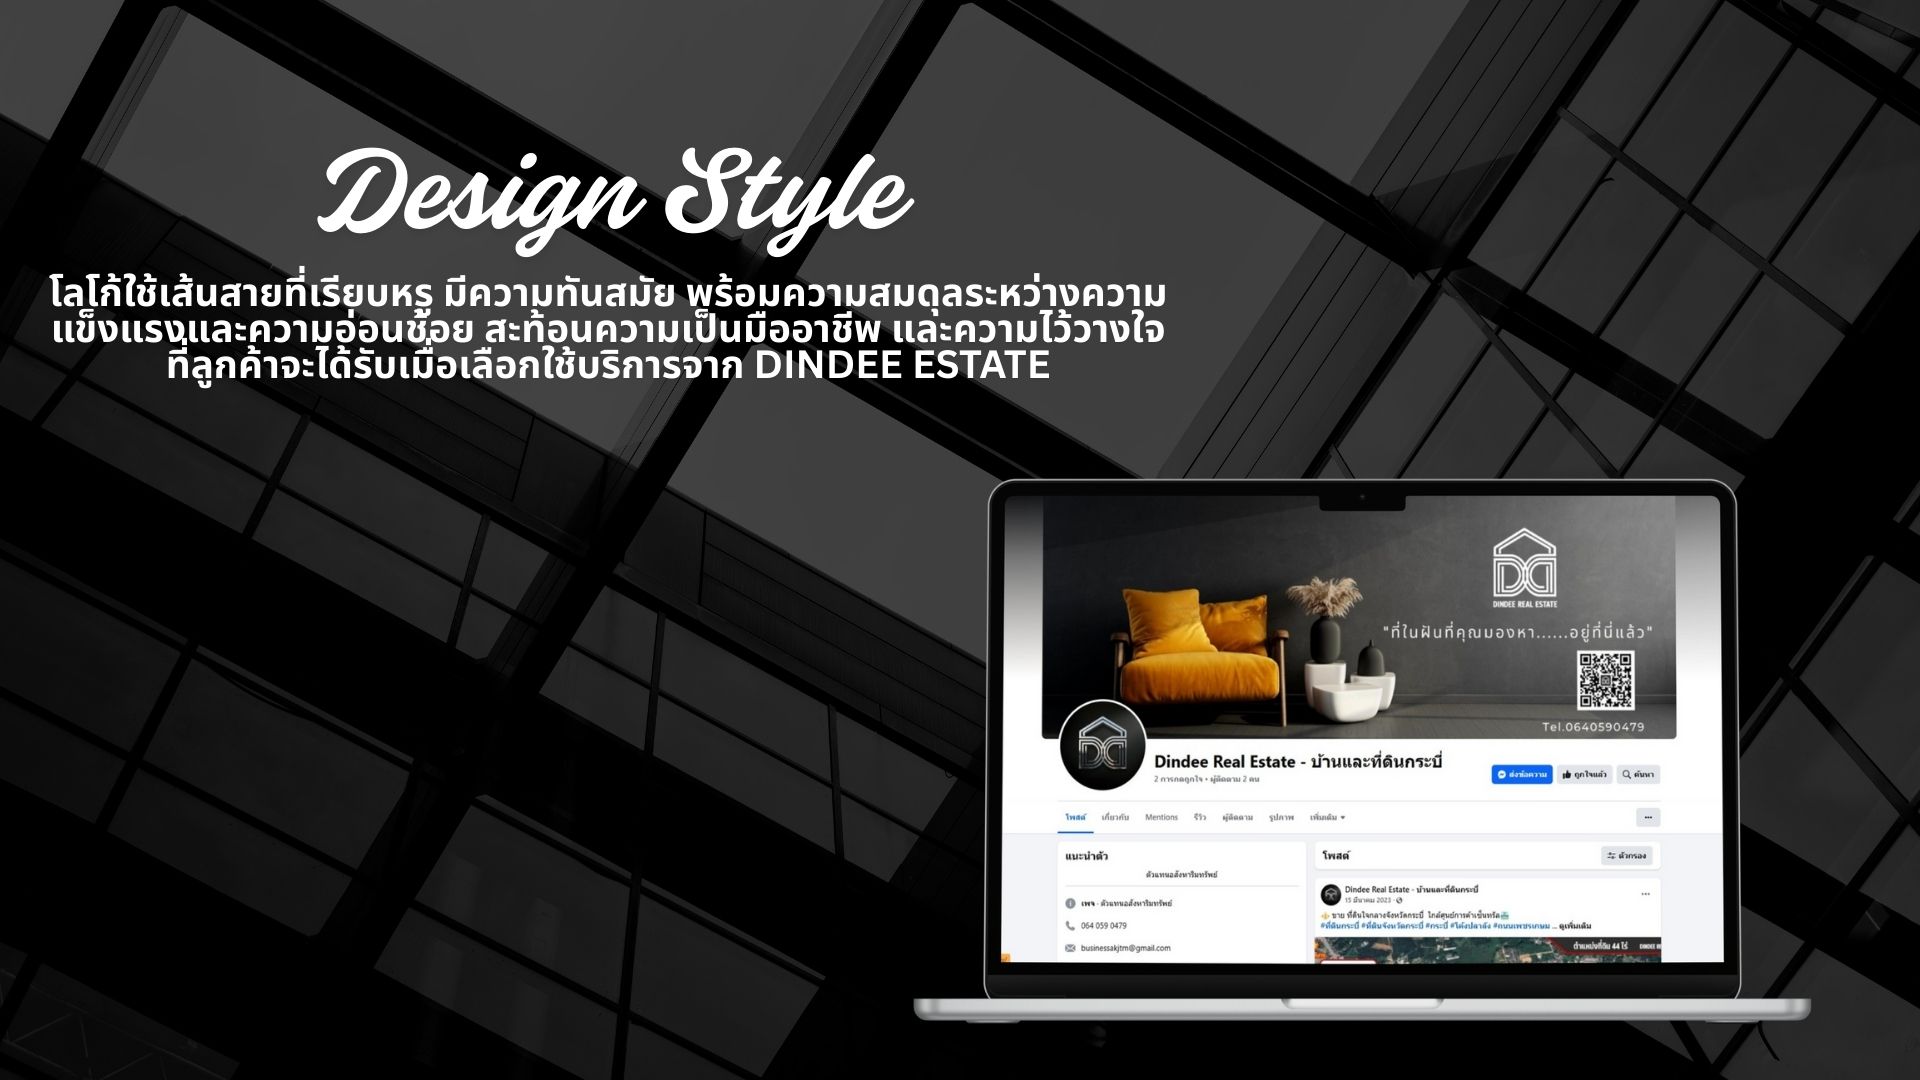 Design Style
โลโก้ใช้เส้นสายที่เรียบหรู มีความทันสมัย พร้อมความสมดุลระหว่างความ
แข็งแรงและความอ่อนช้อย สะท้อนความเป็นมืออาชีพ และความไว้วางใจ
ที่ลูกค้าจะได้รับเมื่อเลือกใช้บริการจาก DINDEE ESTATE
DINDEE REAL ESTATE
"ที่ในฝันที่คุณมองหา......อยู่ที่นี่แล้ว"
Tel.0640590479
Dindee Real Estate - บ้านและที่ดินกระบี่
2 การกดถูกใจ • ผู้ติดตาม 2 คน
ส่งข้อความ ถูกใจแล้ว ค้นหา
โพสต์ เกี่ยวกับ Mentions รีวิว ผู้ติดตาม รูปภาพ เพิ่มเติม
แนะนำตัว
ตัวแทนอสังหาริมทรัพย์
เพจ · ตัวแทนอสังหาริมทรัพย์
064 059 0479
businessakjtm@gmail.com
โพสต์ ตัวกรอง
Dindee Real Estate - บ้านและที่ดินกระบี่
15 มีนาคม 2023
ขาย ที่ดินใจกลางจังหวัดกระบี่ ใกล้ศูนย์การค้าเซ็นทรัล
#ที่ดินกระบี่ #ที่ดินจังหวัดกระบี่ #กระบี่ #โค้งปลาลัง #ถนนเพชรเกษม ... ดูเพิ่มเติม
ตำแหน่งที่ดิน 44 ไร่